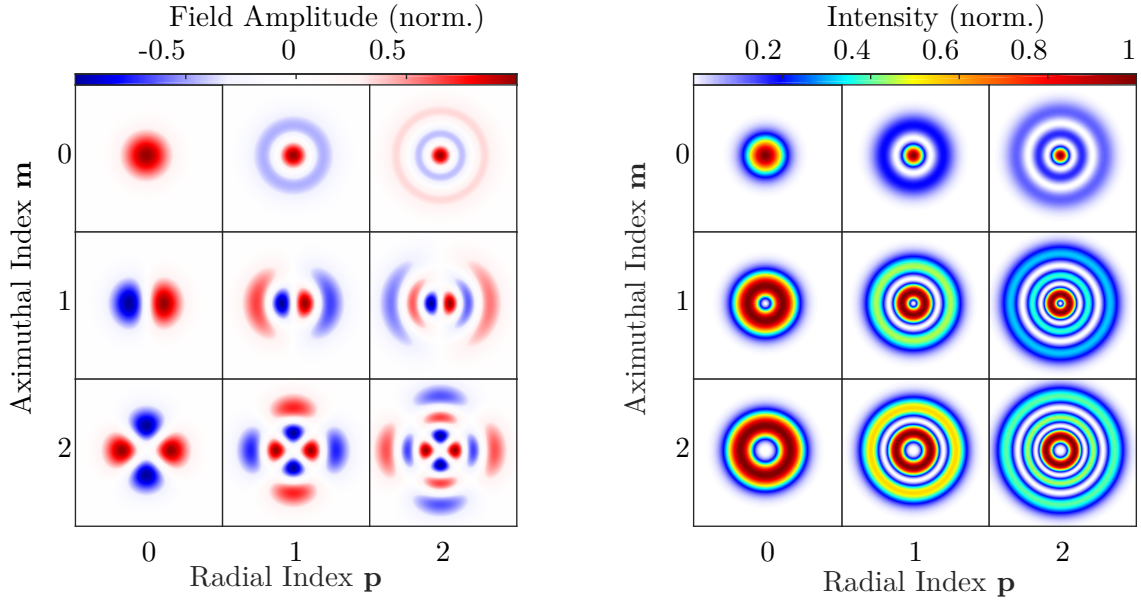 Field Amplitude (norm.)
-0.5 0 0.5
Aximuthal Index m
0
1
2
0 1 2
Radial Index p
Intensity (norm.)
0.2 0.4 0.6 0.8 1
Aximuthal Index m
0
1
2
0 1 2
Radial Index p